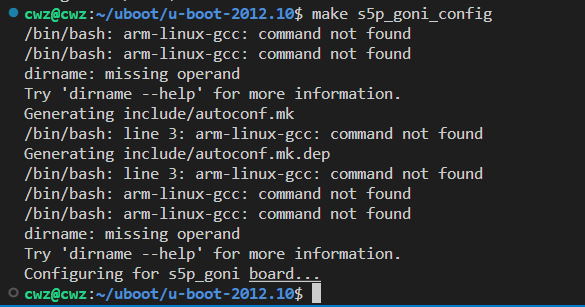 cwz@cwz:~/uboot/u-boot-2012.10$ make s5p_goni_config
/bin/bash: arm-linux-gcc: command not found
/bin/bash: arm-linux-gcc: command not found
dirname: missing operand
Try 'dirname --help' for more information.
Generating include/autoconf.mk
/bin/bash: line 3: arm-linux-gcc: command not found
Generating include/autoconf.mk.dep
/bin/bash: line 3: arm-linux-gcc: command not found
/bin/bash: arm-linux-gcc: command not found
/bin/bash: arm-linux-gcc: command not found
dirname: missing operand
Try 'dirname --help' for more information.
Configuring for s5p_goni board...
cwz@cwz:~/uboot/u-boot-2012.10$